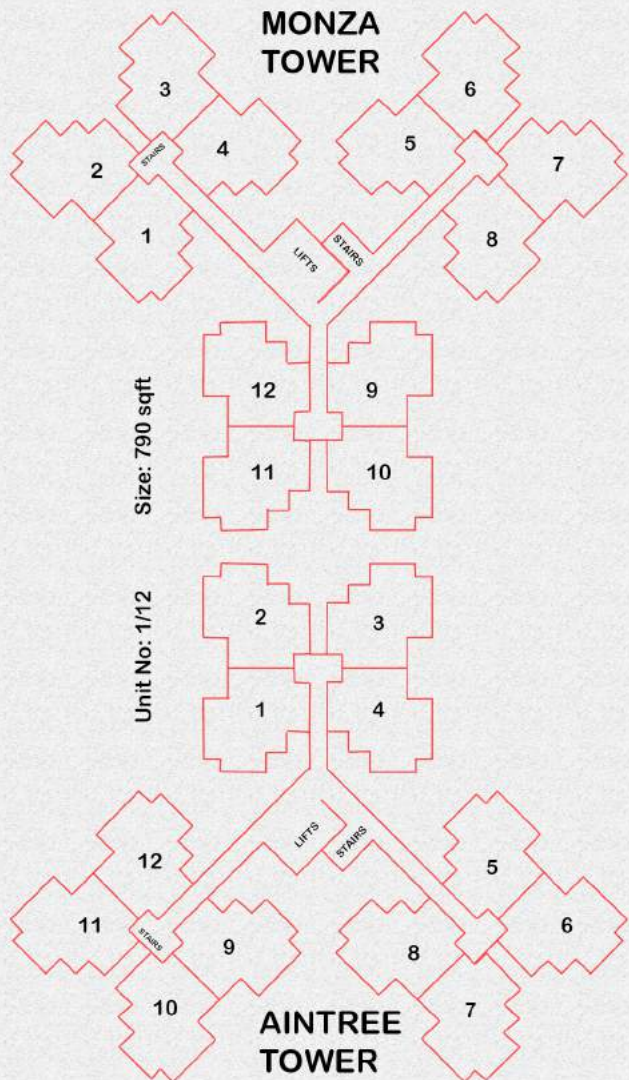 MONZA
TOWER
3
6
4
5
2
STAIRS
7
1
8
STAIRS
LIFTS
12
9
Size: 790 sqft
11
10
2
3
Unit No: 1/12
1
4
LIFTS
STAIRS
12
5
11
STAIRS
9
8
6
10
7
AINTREE
TOWER